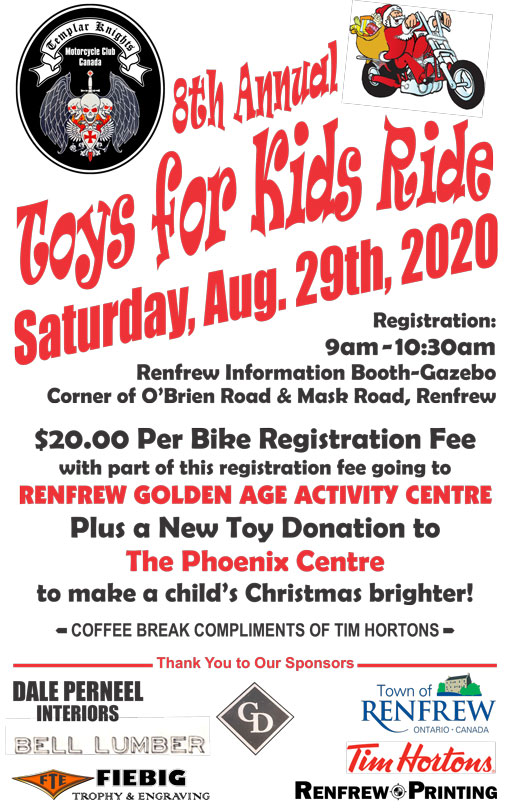 Templar Knights
Motorcycle Club
Canada
8th Annual
Toys for Kids Ride
Saturday, Aug. 29th, 2020
Registration:
9am-10:30am
Renfrew Information Booth-Gazebo
Corner of O'Brien Road & Mask Road, Renfrew
$20.00 Per Bike Registration Fee
with part of this registration fee going to
RENFREW GOLDEN AGE ACTIVITY CENTRE
Plus a New Toy Donation to
The Phoenix Centre
to make a child's Christmas brighter!
COFFEE BREAK COMPLIMENTS OF TIM HORTONS
Thank You to Our Sponsors
DALE PERNEEL
INTERIORS
BELL LUMBER
FTE FIEBIG
TROPHY & ENGRAVING
GD
Town of
RENFREW
ONTARIO · CANADA
Tim Hortons.
RENFREW PRINTING